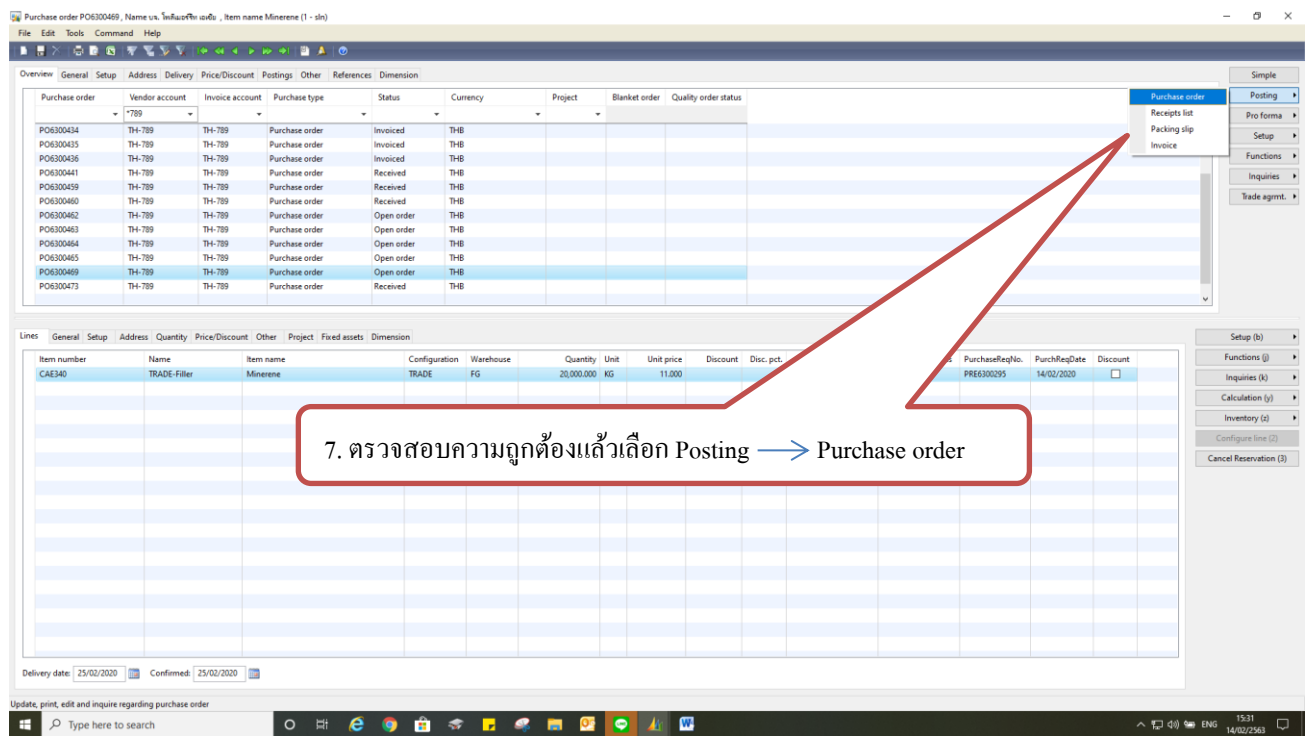 Purchase order PO6300469 , Name บจ. โพลิเมอร์จิท เอเซีย , Item name Minerene (1 - sln)
File Edit Tools Command Help
Overview General Setup Address Delivery Price/Discount Postings Other References Dimension
Simple
Purchase order Vendor account Invoice account Purchase type Status Currency Project Blanket order Quality order status
*789
Posting
Pro forma
Setup
Functions
Inquiries
Trade agrmt.
Purchase order
Receipts list
Packing slip
Invoice
PO6300434 TH-789 TH-789 Purchase order Invoiced THB
PO6300435 TH-789 TH-789 Purchase order Invoiced THB
PO6300436 TH-789 TH-789 Purchase order Invoiced THB
PO6300441 TH-789 TH-789 Purchase order Received THB
PO6300459 TH-789 TH-789 Purchase order Received THB
PO6300460 TH-789 TH-789 Purchase order Received THB
PO6300462 TH-789 TH-789 Purchase order Open order THB
PO6300463 TH-789 TH-789 Purchase order Open order THB
PO6300464 TH-789 TH-789 Purchase order Open order THB
PO6300465 TH-789 TH-789 Purchase order Open order THB
PO6300469 TH-789 TH-789 Purchase order Open order THB
PO6300473 TH-789 TH-789 Purchase order Received THB
Lines General Setup Address Quantity Price/Discount Other Project Fixed assets Dimension
Item number Name Item name Configuration Warehouse Quantity Unit Unit price Discount Disc. pct. PurchaseReqNo. PurchReqDate Discount
CAE340 TRADE-Filler Minerene TRADE FG 20,000.000 KG 11.000 PRE6300295 14/02/2020
Setup (b)
Functions (j)
Inquiries (k)
Calculation (y)
Inventory (z)
Configure line (2)
Cancel Reservation (3)
7. ตรวจสอบความถูกต้องแล้วเลือก Posting → Purchase order
Delivery date: 25/02/2020 Confirmed: 25/02/2020
Update, print, edit and inquire regarding purchase order
Type here to search
ENG
15:31
14/02/2563